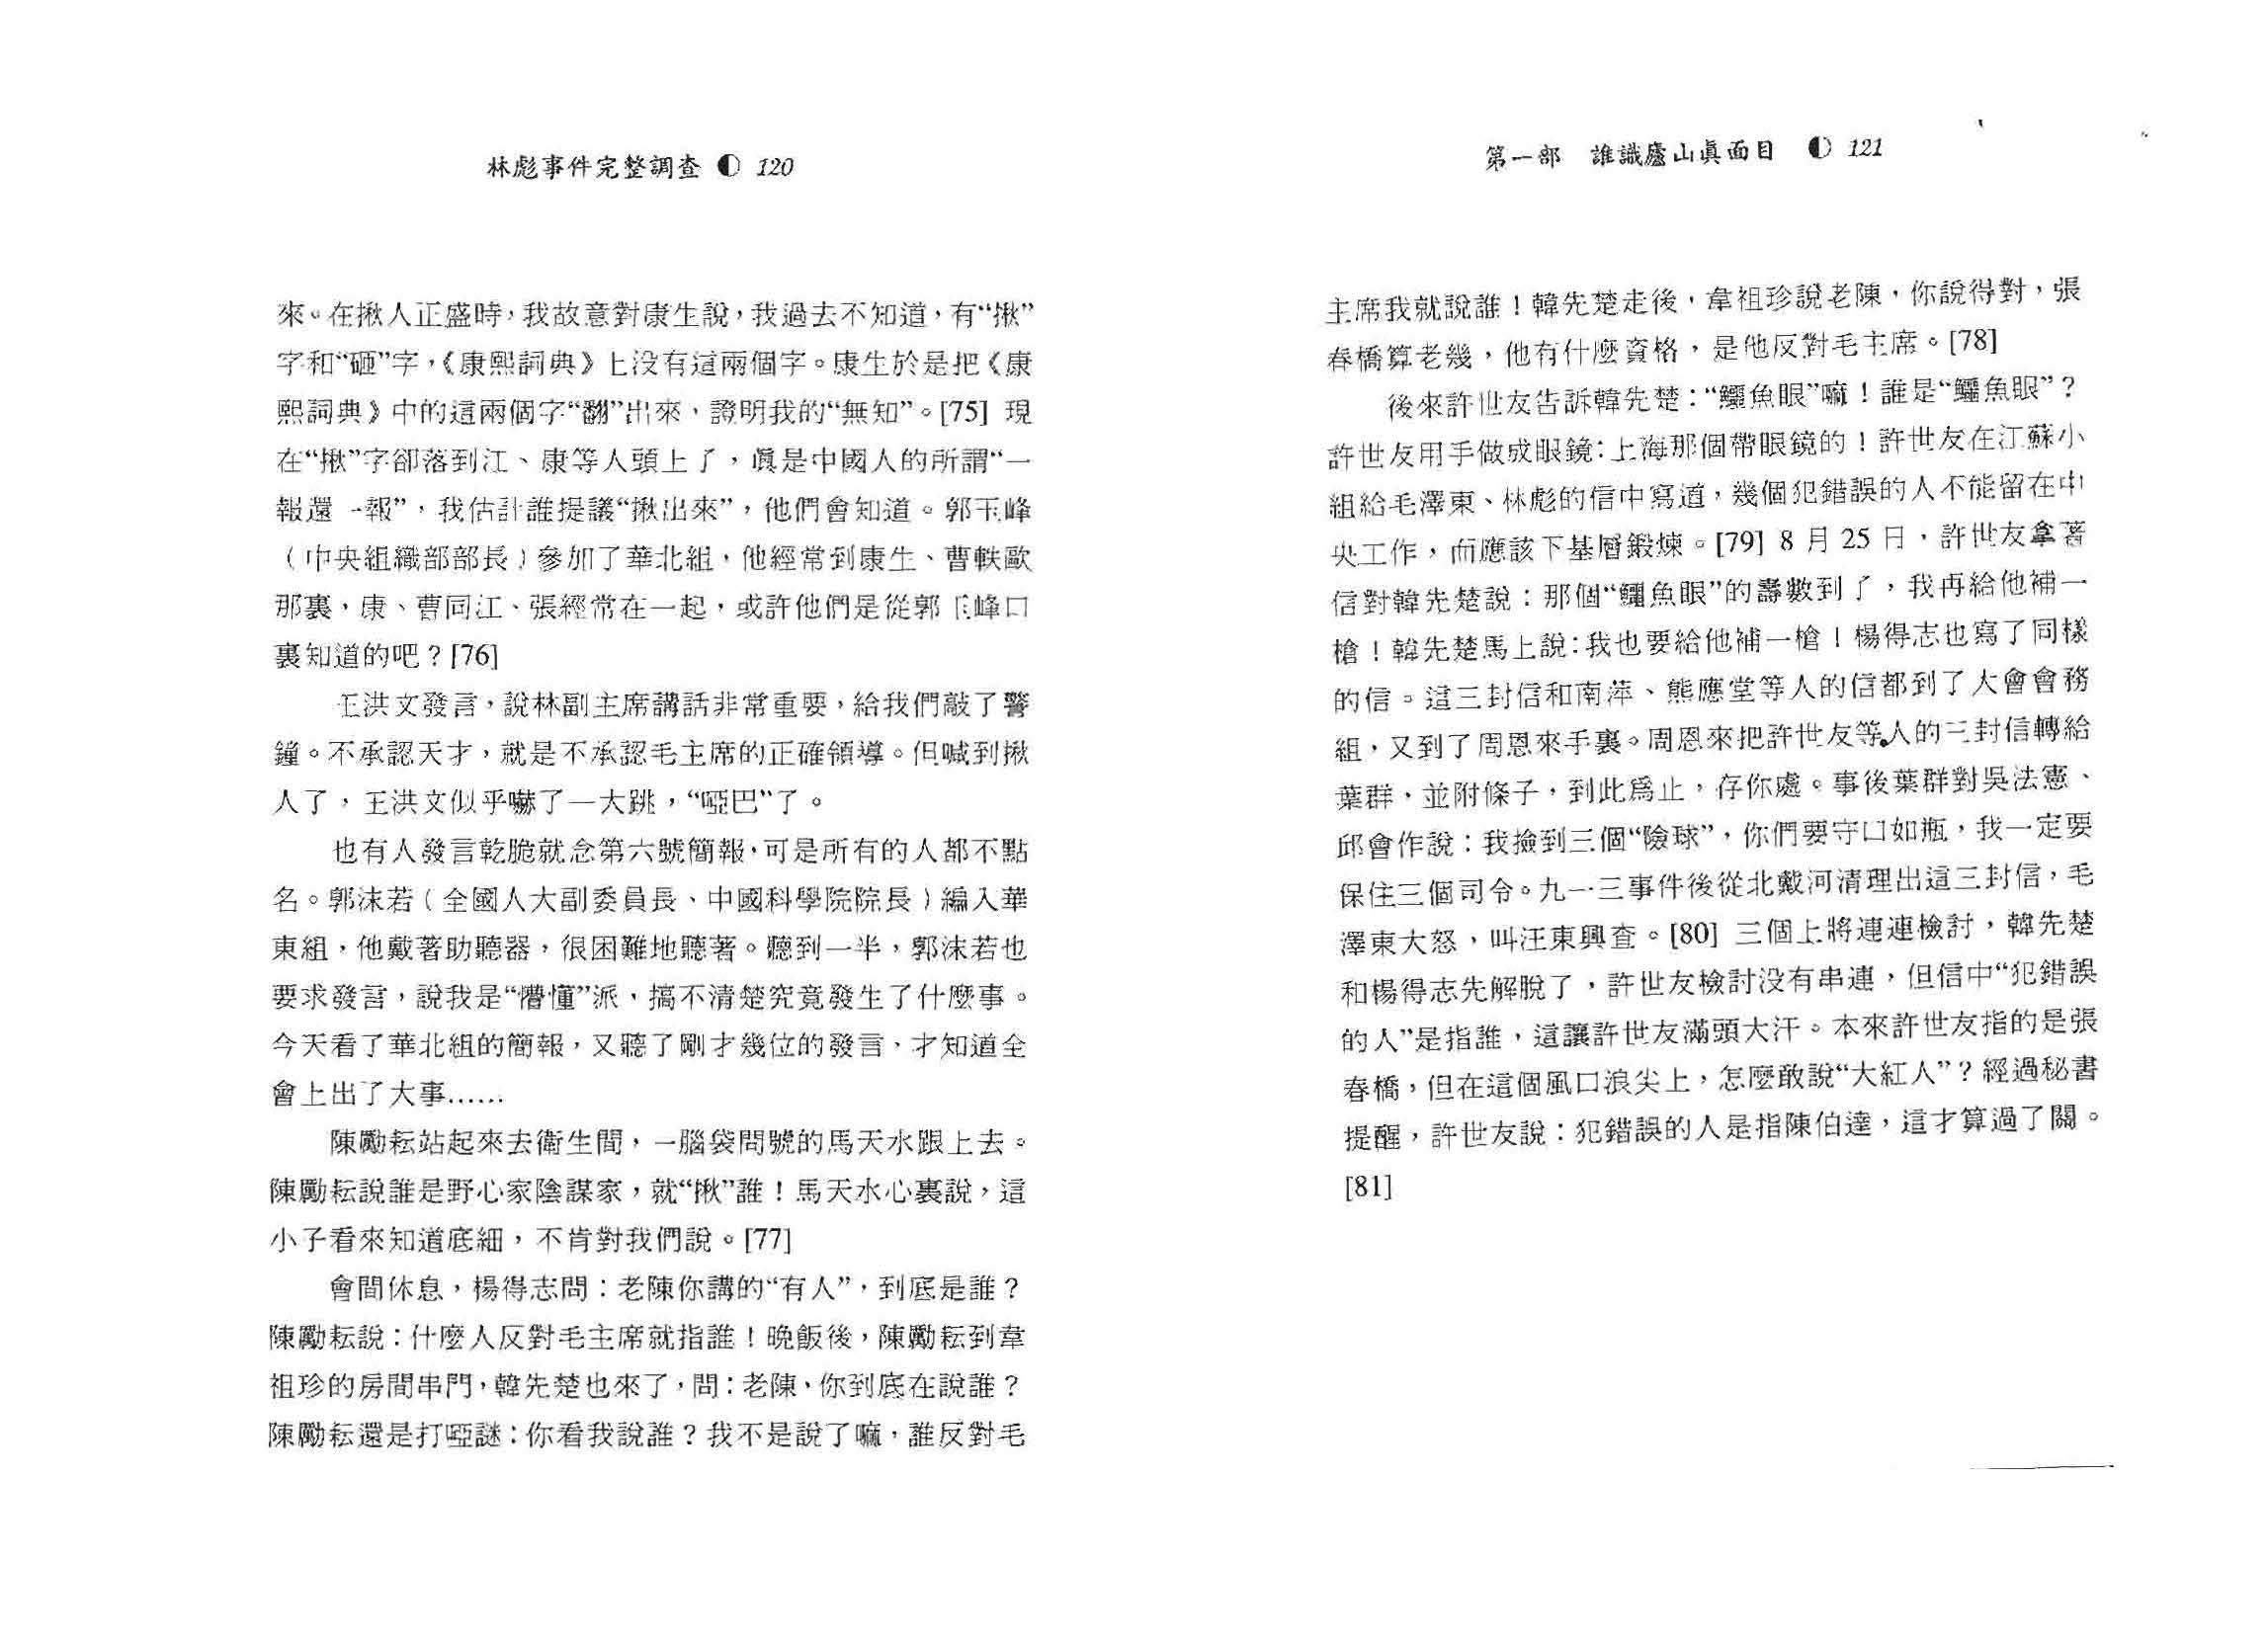 林彪事件完整調查 120
來。在揪人正盛時，我故意對康生說，我過去不知道，有“揪”
字和“砸”字，《康熙詞典》上没有這兩個字。康生於是把《康
熙詞典》中的這兩個字“翻”出來，證明我的“無知”。[75] 現
在“揪”字卻落到江、康等人頭上了，眞是中國人的所謂“一
報還一報”，我估計誰提議“揪出來”，他們會知道。郭玉峰
（中央組織部部長）參加了華北組，他經常到康生、曹軼歐
那裏，康、曹同江、張經常在一起，或許他們是從郭玉峰口
裏知道的吧？[76]
王洪文發言，說林副主席講話非常重要，給我們敲了警
鐘。不承認天才，就是不承認毛主席的正確領導。但喊到揪
人了，王洪文似乎嚇了一大跳，“啞巴”了。
也有人發言乾脆就念第六號簡報，可是所有的人都不點
名。郭沫若（全國人大副委員長、中國科學院院長）編入華
東組，他戴著助聽器，很困難地聽著。聽到一半，郭沫若也
要求發言，說我是“懵懂”派，搞不清楚究竟發生了什麼事。
今天看了華北組的簡報，又聽了剛才幾位的發言，才知道全
會上出了大事……
陳勵耘站起來去衛生間，一腦袋問號的馬天水跟上去。
陳勵耘說誰是野心家陰謀家，就“揪”誰！馬天水心裏說，這
小子看來知道底細，不肯對我們說。[77]
會間休息，楊得志問：老陳你講的“有人”，到底是誰？
陳勵耘說：什麼人反對毛主席就指誰！晚飯後，陳勵耘到韋
祖珍的房間串門，韓先楚也來了，問：老陳，你到底在說誰？
陳勵耘還是打啞謎：你看我說誰？我不是說了嘛，誰反對毛
第一部 誰識廬山眞面目 121
主席我就說誰！韓先楚走後，韋祖珍說老陳，你說得對，張
春橋算老幾，他有什麼資格，是他反對毛主席。[78]
後來許世友告訴韓先楚：“鱷魚眼”嘛！誰是“鱷魚眼”？
許世友用手做成眼鏡：上海那個帶眼鏡的！許世友在江蘇小
組給毛澤東、林彪的信中寫道，幾個犯錯誤的人不能留在中
央工作，而應該下基層鍛煉。[79] 8 月 25 日，許世友拿著
信對韓先楚說：那個“鱷魚眼”的壽數到了，我再給他補一
槍！韓先楚馬上說：我也要給他補一槍！楊得志也寫了同樣
的信。這三封信和南萍、熊應堂等人的信都到了大會會務
組，又到了周恩來手裏。周恩來把許世友等人的三封信轉給
葉群，並附條子，到此爲止，存你處。事後葉群對吳法憲、
邱會作說：我撿到三個“險球”，你們要守口如瓶，我一定要
保住三個司令。九一三事件後從北戴河清理出這三封信，毛
澤東大怒，叫汪東興查。[80] 三個上將連連檢討，韓先楚
和楊得志先解脫了，許世友檢討没有串連，但信中“犯錯誤
的人”是指誰，這讓許世友滿頭大汗。本來許世友指的是張
春橋，但在這個風口浪尖上，怎麼敢說“大紅人”？經過秘書
提醒，許世友說：犯錯誤的人是指陳伯達，這才算過了關。
[81]